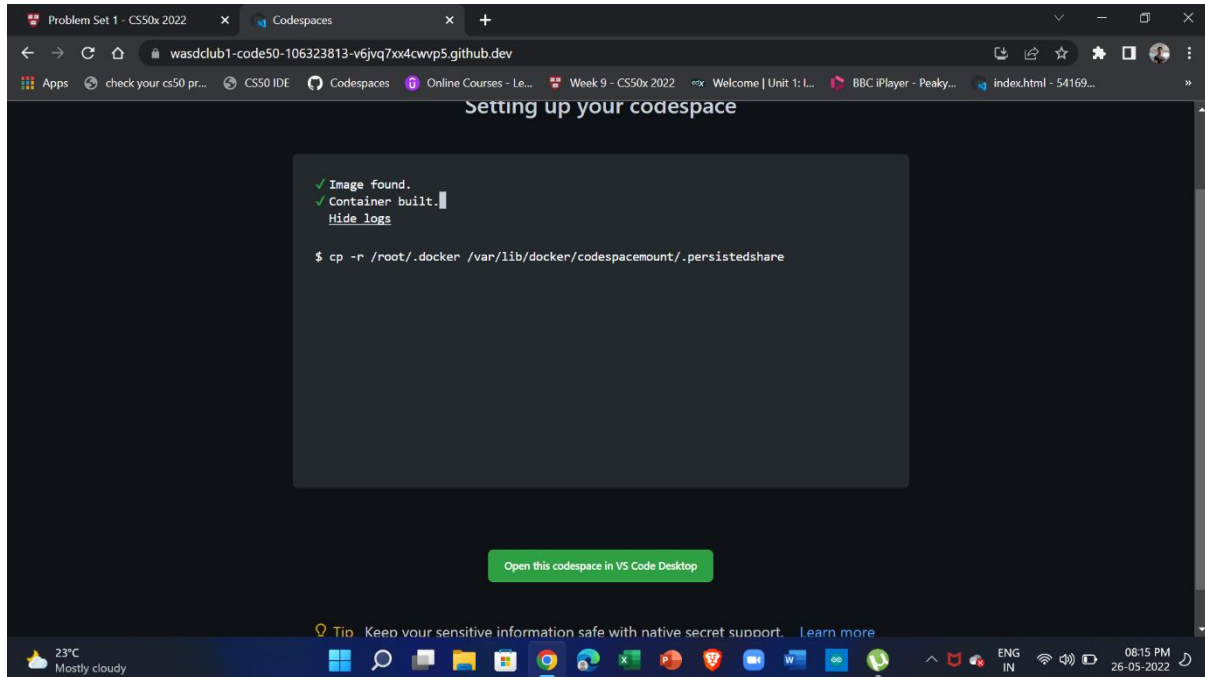 Problem Set 1 - CS50x 2022
Codespaces
wasdclub1-code50-106323813-v6jvq7xx4cwvp5.github.dev
Apps check your cs50 pr... CS50 IDE Codespaces Online Courses - Le... Week 9 - CS50x 2022 Welcome | Unit 1: I... BBC iPlayer - Peaky... index.html - 54169... »
Setting up your codespace
✓ Image found.
✓ Container built.
Hide logs
$ cp -r /root/.docker /var/lib/docker/codespacemount/.persistedshare
Open this codespace in VS Code Desktop
Tip Keep your sensitive information safe with native secret support. Learn more
23°C
Mostly cloudy
ENG
IN
08:15 PM
26-05-2022